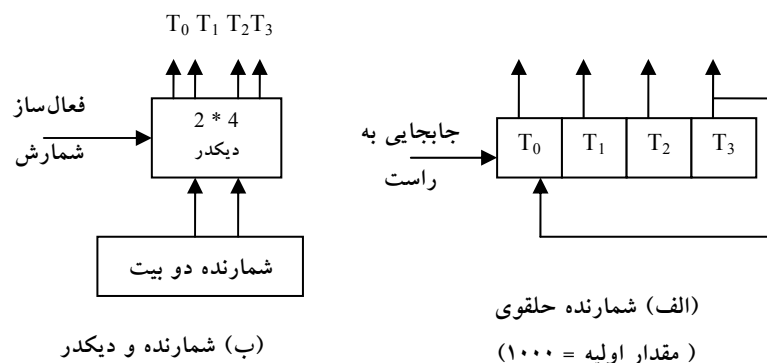 T0 T1 T2 T3
فعال‌ساز
شمارش
2 * 4
دیکدر
شمارنده دو بیت
(ب) شمارنده و دیکدر
جابجایی به
راست
T0 T1 T2 T3
(الف) شمارنده حلقوی
( مقدار اولیه = ۱۰۰۰)